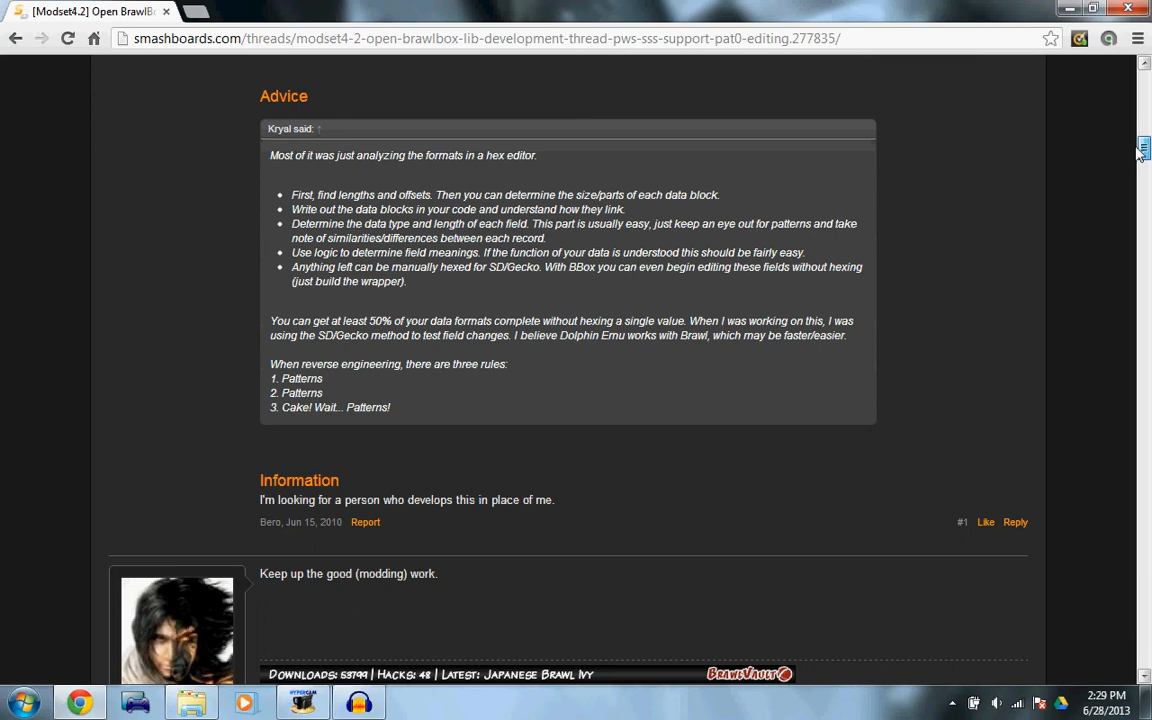 [Modset4.2] Open BrawlB
smashboards.com/threads/modset4-2-open-brawlbox-lib-development-thread-pws-sss-support-pat0-editing.277835/
Advice
Kryal said: ↑
Most of it was just analyzing the formats in a hex editor.
• First, find lengths and offsets. Then you can determine the size/parts of each data block.
• Write out the data blocks in your code and understand how they link.
• Determine the data type and length of each field. This part is usually easy, just keep an eye out for patterns and take
note of similarities/differences between each record.
• Use logic to determine field meanings. If the function of your data is understood this should be fairly easy.
• Anything left can be manually hexed for SD/Gecko. With BBox you can even begin editing these fields without hexing
(just build the wrapper).
You can get at least 50% of your data formats complete without hexing a single value. When I was working on this, I was
using the SD/Gecko method to test field changes. I believe Dolphin Emu works with Brawl, which may be faster/easier.
When reverse engineering, there are three rules:
1. Patterns
2. Patterns
3. Cake! Wait... Patterns!
Information
I'm looking for a person who develops this in place of me.
Bero, Jun 15, 2010 Report #1 Like Reply
Keep up the good (modding) work.
Downloads: 53799 | Hacks: 48 | Latest: Japanese Brawl Ivy BrawlVault
HYPERCAM
2:29 PM
6/28/2013